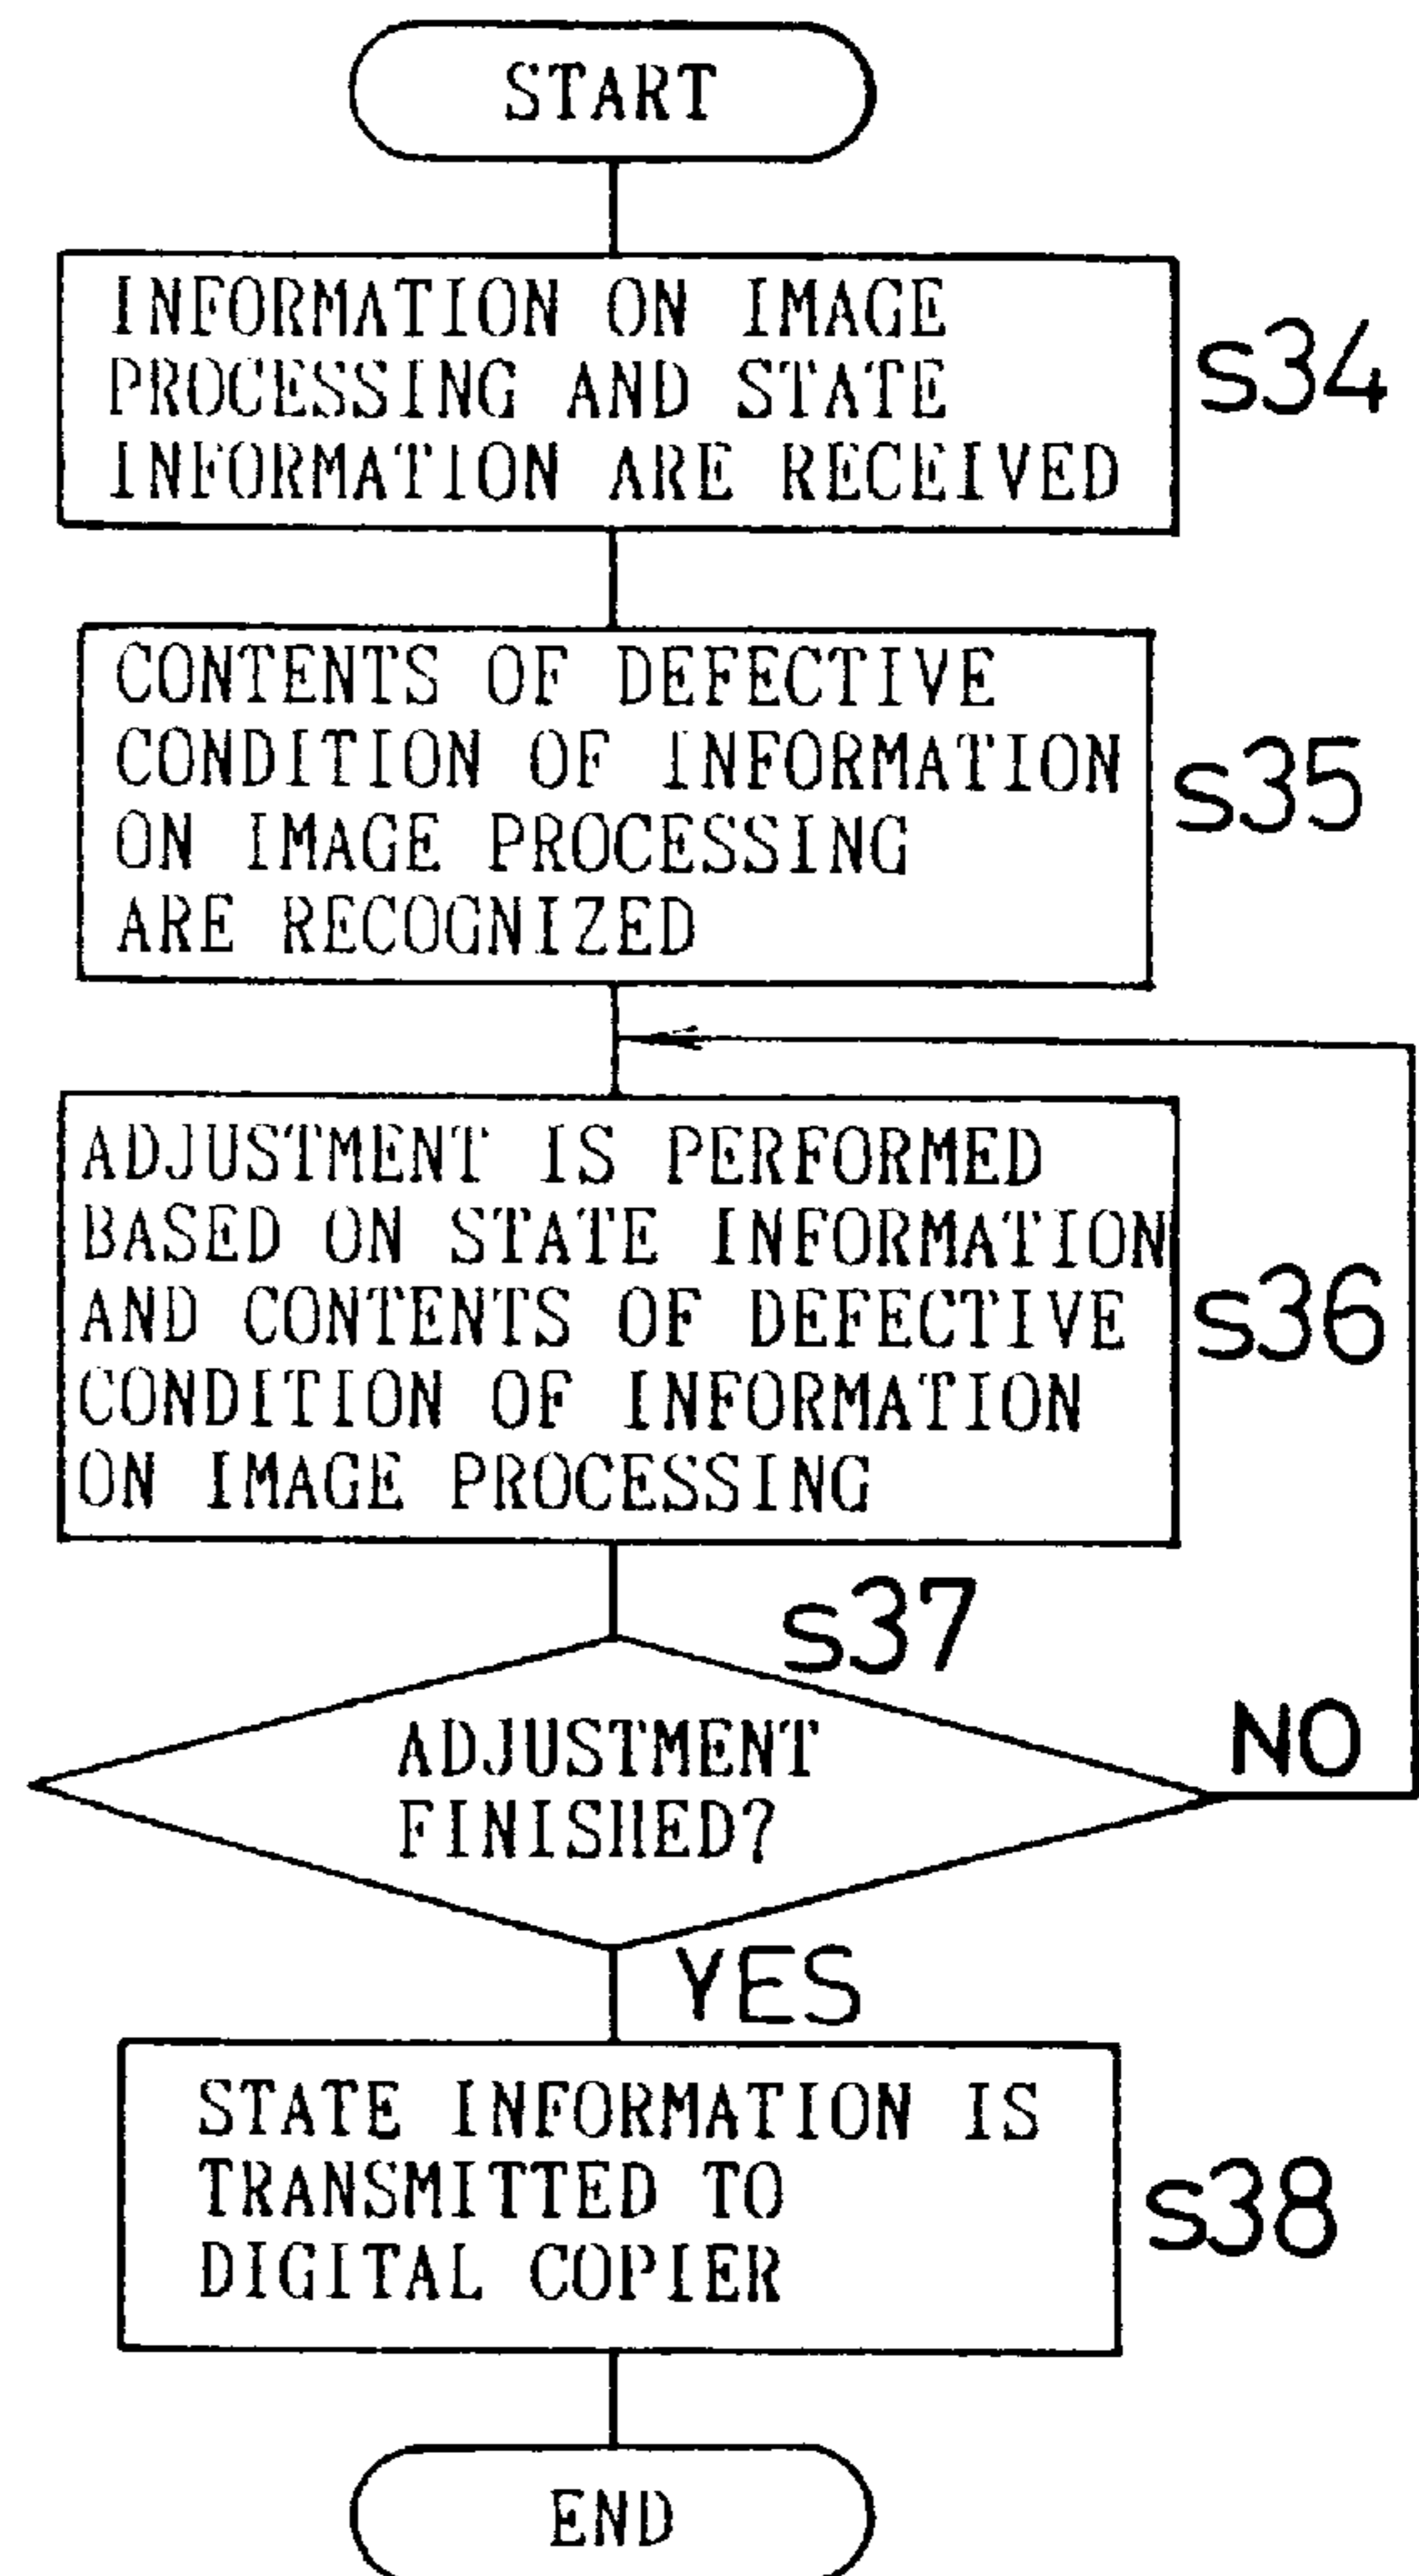 START
INFORMATION ON IMAGE
PROCESSING AND STATE
INFORMATION ARE RECEIVED
s34
CONTENTS OF DEFECTIVE
CONDITION OF INFORMATION
ON IMAGE PROCESSING
ARE RECOGNIZED
s35
ADJUSTMENT IS PERFORMED
BASED ON STATE INFORMATION
AND CONTENTS OF DEFECTIVE
CONDITION OF INFORMATION
ON IMAGE PROCESSING
s36
s37
ADJUSTMENT
FINISHED?
NO
YES
STATE INFORMATION IS
TRANSMITTED TO
DIGITAL COPIER
s38
END